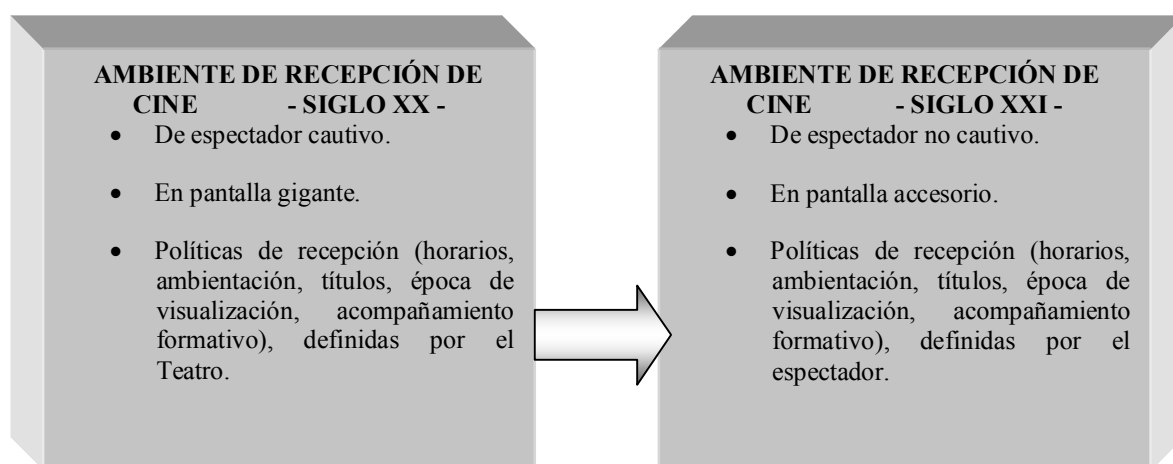 AMBIENTE DE RECEPCIÓN DE
CINE - SIGLO XX -
• De espectador cautivo.
• En pantalla gigante.
• Políticas de recepción (horarios,
ambientación, títulos, época de
visualización, acompañamiento
formativo), definidas por el
Teatro.
AMBIENTE DE RECEPCIÓN DE
CINE - SIGLO XXI -
• De espectador no cautivo.
• En pantalla accesorio.
• Políticas de recepción (horarios,
ambientación, títulos, época de
visualización, acompañamiento
formativo), definidas por el
espectador.